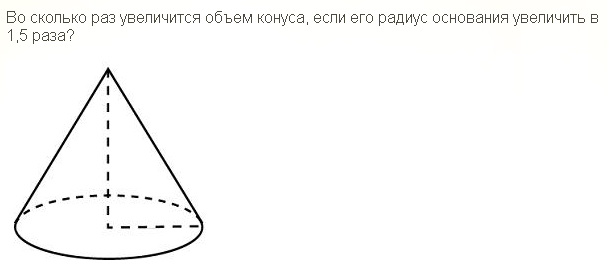 Во сколько раз увеличится объем конуса, если его радиус основания увеличить в
1,5 раза?